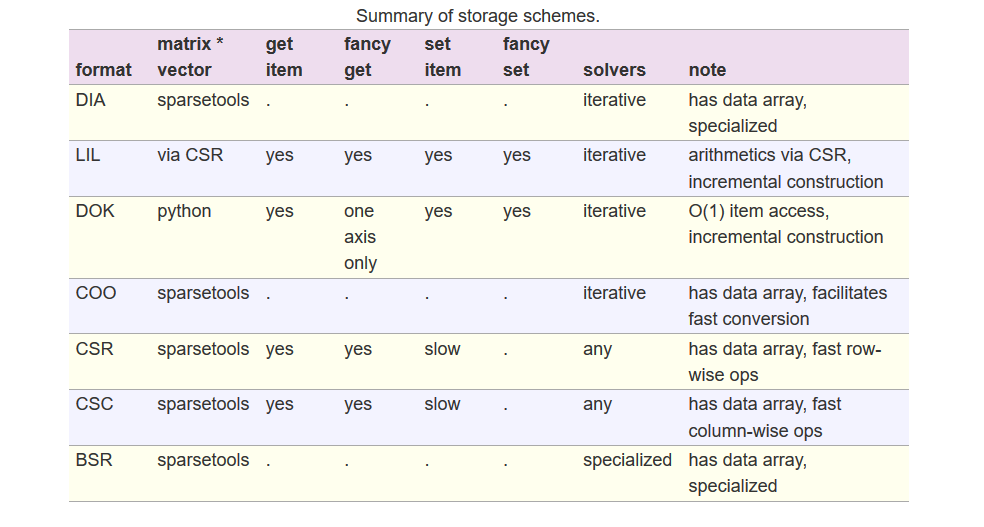 Summary of storage schemes.
matrix * get fancy set fancy
format vector item get item set solvers note
DIA sparsetools . . . . iterative has data array,
specialized
LIL via CSR yes yes yes yes iterative arithmetics via CSR,
incremental construction
DOK python yes one yes yes iterative O(1) item access,
axis incremental construction
only
COO sparsetools . . . . iterative has data array, facilitates
fast conversion
CSR sparsetools yes yes slow . any has data array, fast row-
wise ops
CSC sparsetools yes yes slow . any has data array, fast
column-wise ops
BSR sparsetools . . . . specialized has data array,
specialized